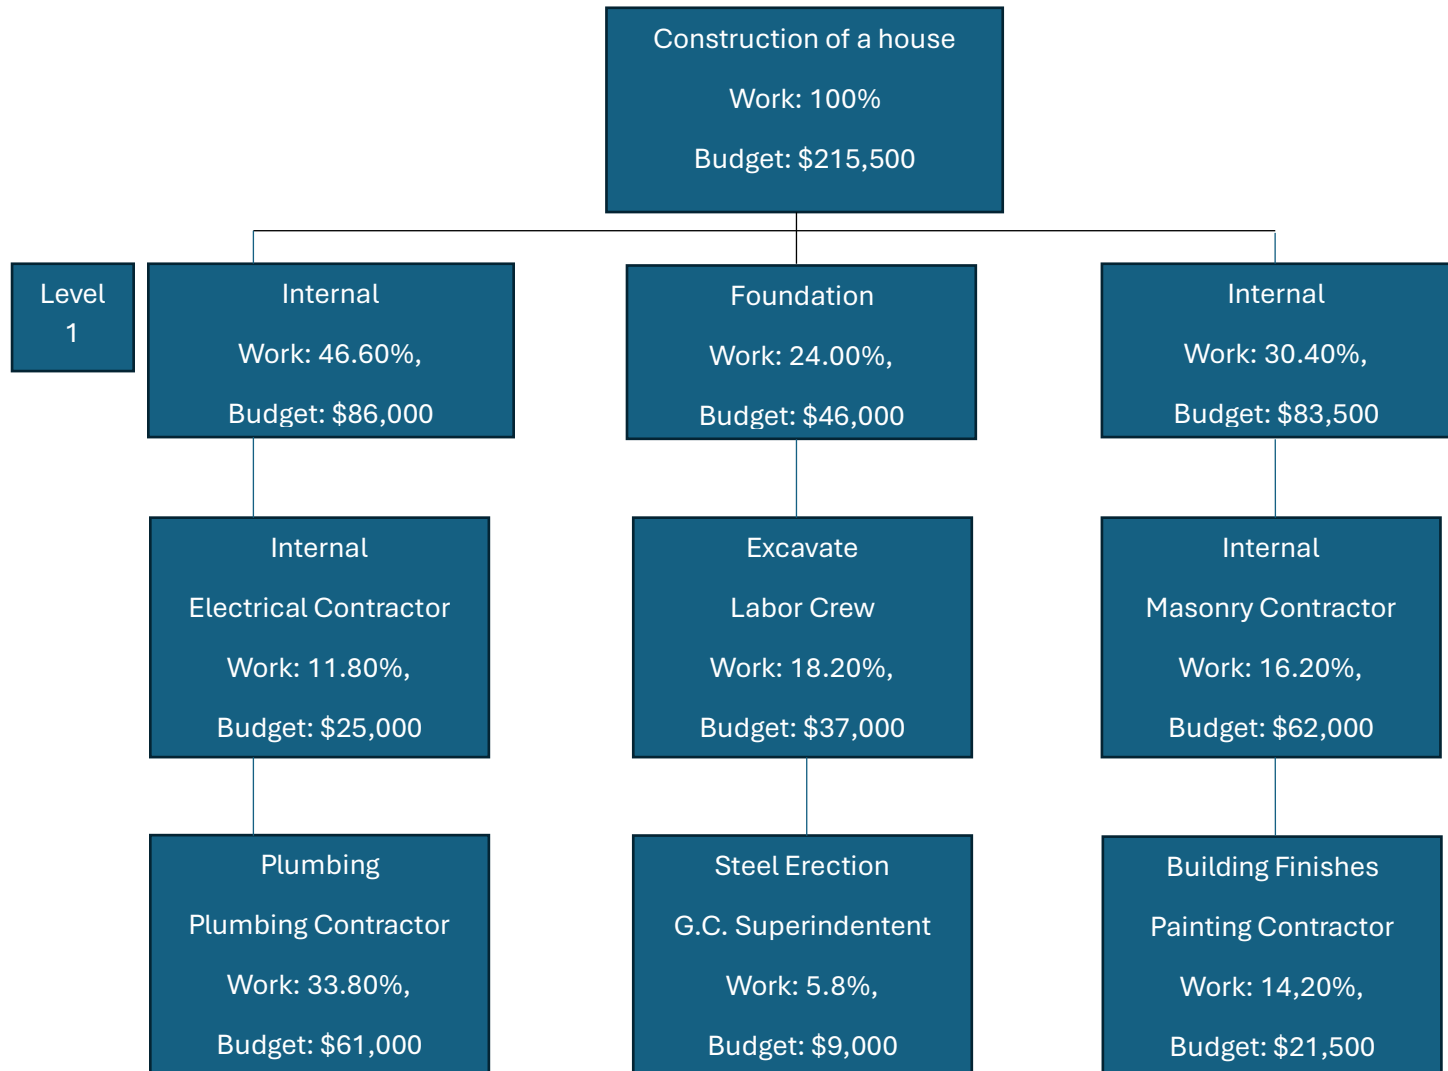 Construction of a house
Work: 100%
Budget: $215,500
Level
1
Internal
Work: 46.60%,
Budget: $86,000
Foundation
Work: 24.00%,
Budget: $46,000
Internal
Work: 30.40%,
Budget: $83,500
Internal
Electrical Contractor
Work: 11.80%,
Budget: $25,000
Excavate
Labor Crew
Work: 18.20%,
Budget: $37,000
Internal
Masonry Contractor
Work: 16.20%,
Budget: $62,000
Plumbing
Plumbing Contractor
Work: 33.80%,
Budget: $61,000
Steel Erection
G.C. Superindentent
Work: 5.8%,
Budget: $9,000
Building Finishes
Painting Contractor
Work: 14,20%,
Budget: $21,500